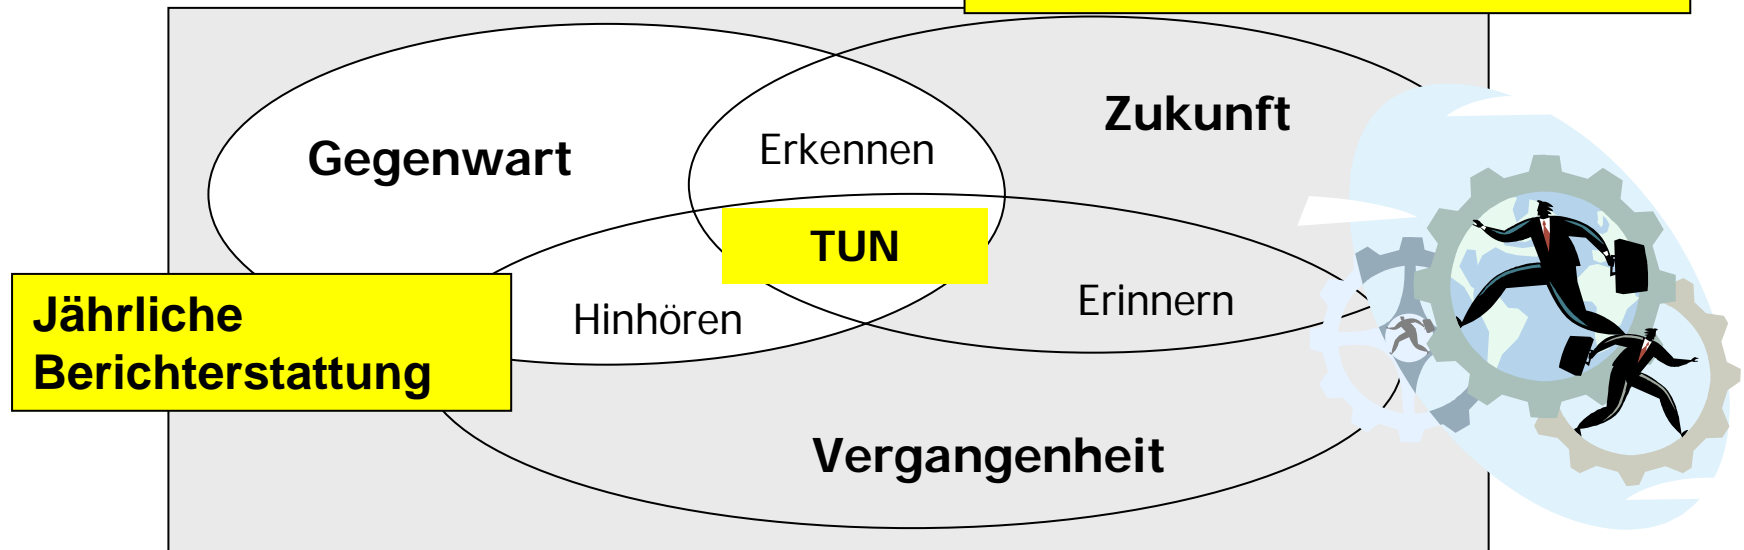 Zukunft
Gegenwart
Erkennen
TUN
Jährliche
Berichterstattung
Hinhören
Erinnern
Vergangenheit